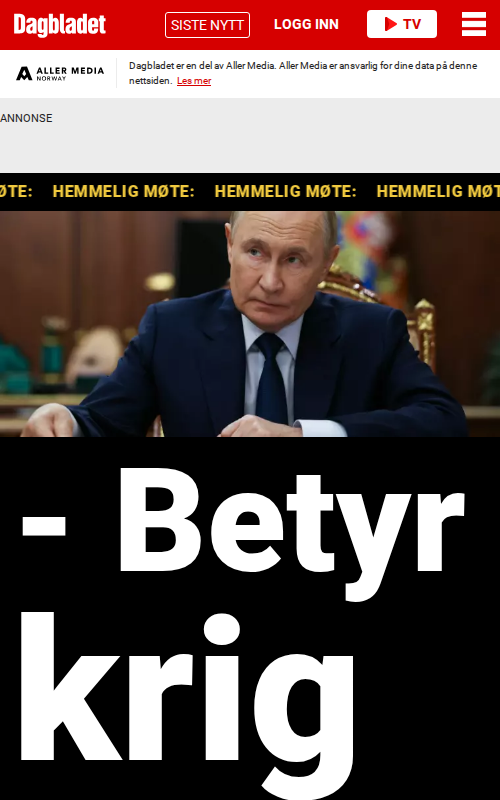 Dagbladet SISTE NYTT LOGG INN TV
ALLER MEDIA
NORWAY
Dagbladet er en del av Aller Media. Aller Media er ansvarlig for dine data på denne
nettsiden. Les mer
ANNONSE
ØTE: HEMMELIG MØTE: HEMMELIG MØTE: HEMMELIG MØT
- Betyr
krig